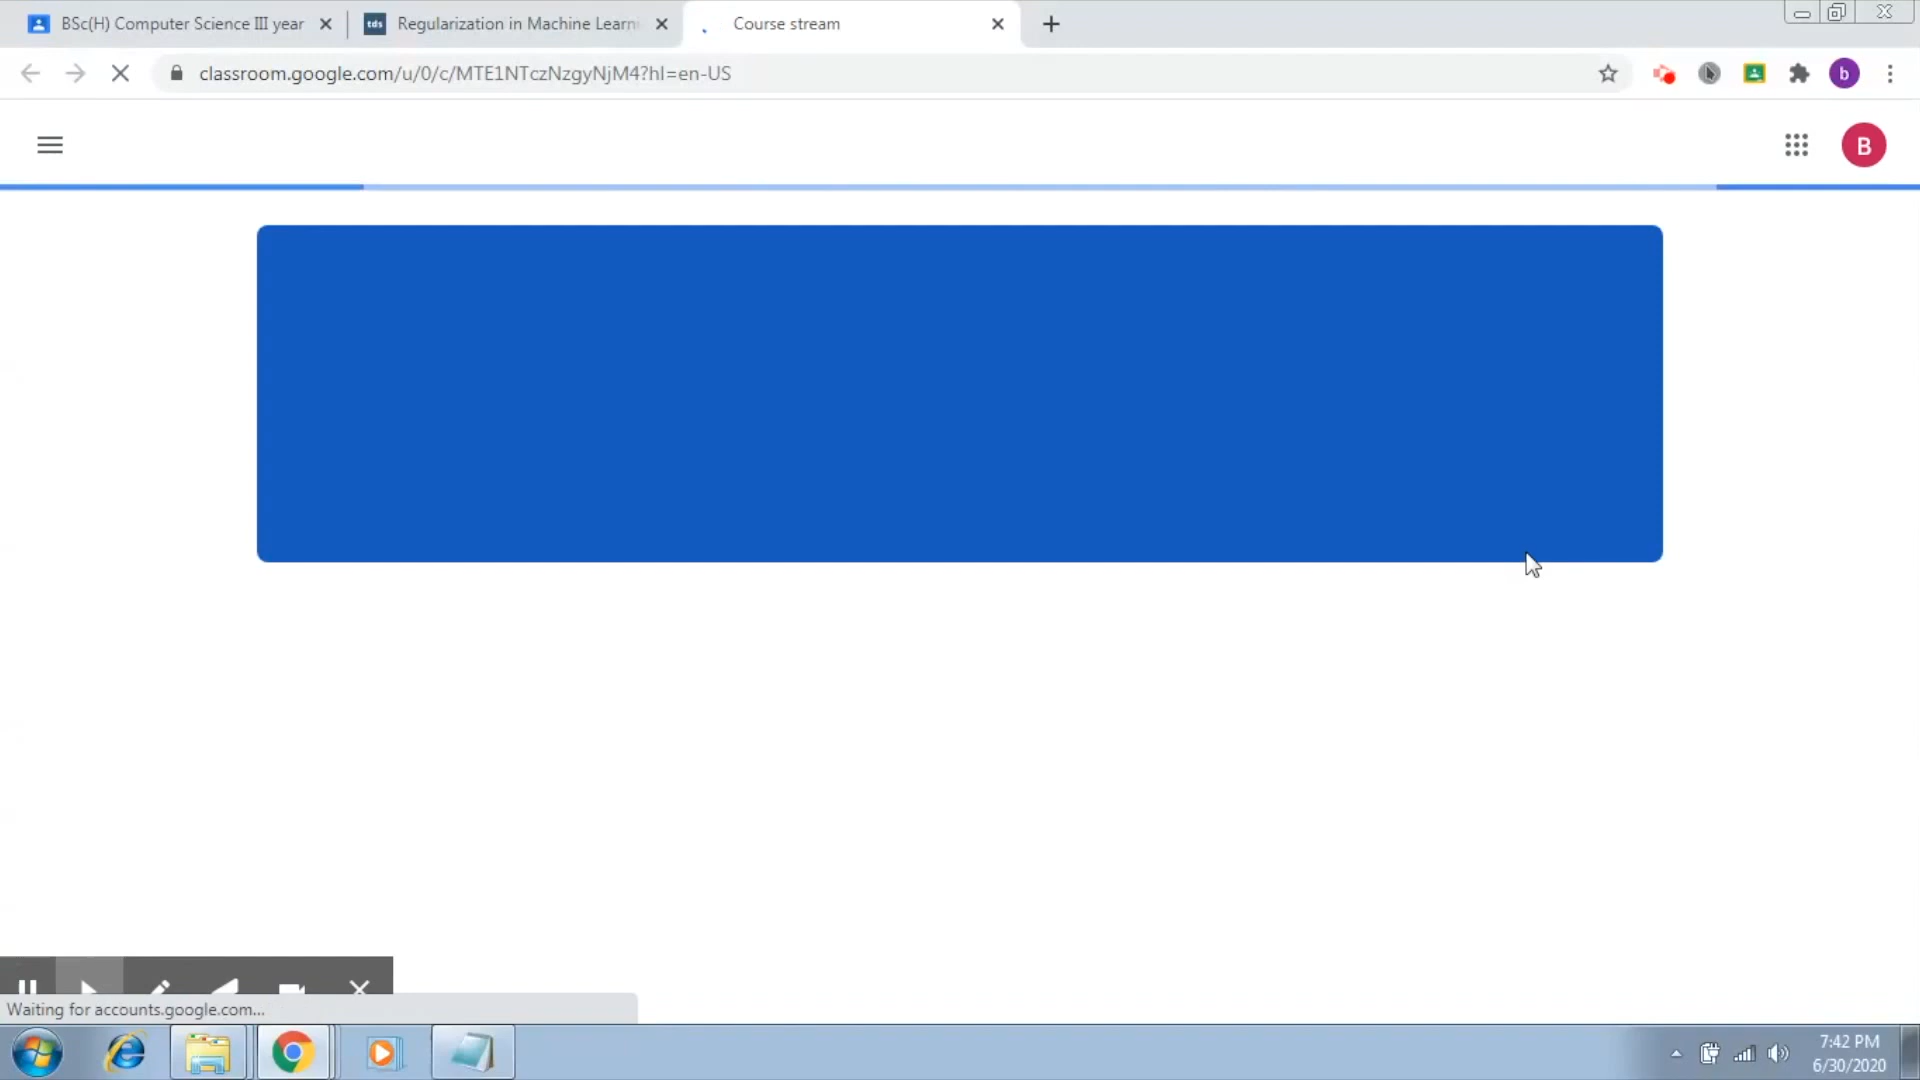 BSc(H) Computer Science III year
tds Regularization in Machine Learn
Course stream
classroom.google.com/u/0/c/MTE1NTczNzgyNjM4?hl=en-US
b
B
Waiting for accounts.google.com...
7:42 PM
6/30/2020